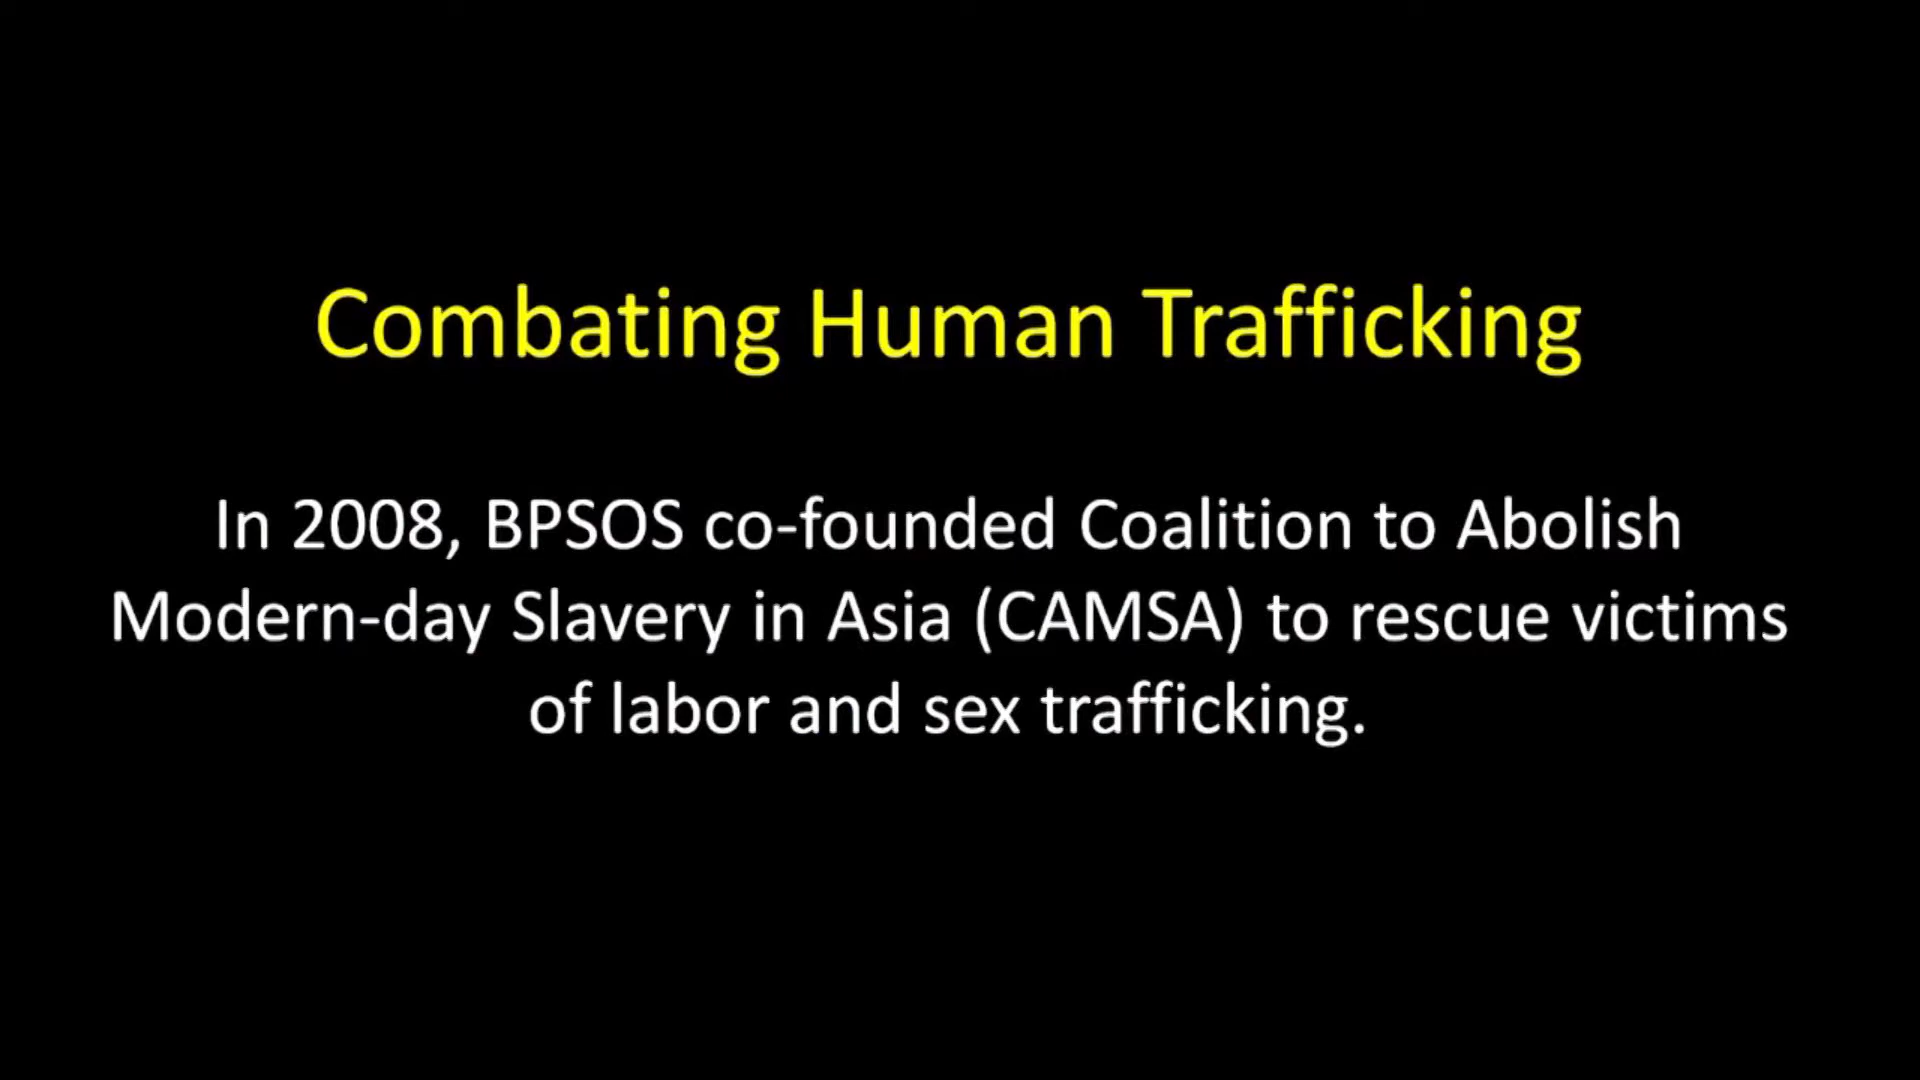 Combating Human Trafficking
In 2008, BPSOS co-founded Coalition to Abolish
Modern-day Slavery in Asia (CAMSA) to rescue victims
of labor and sex trafficking.